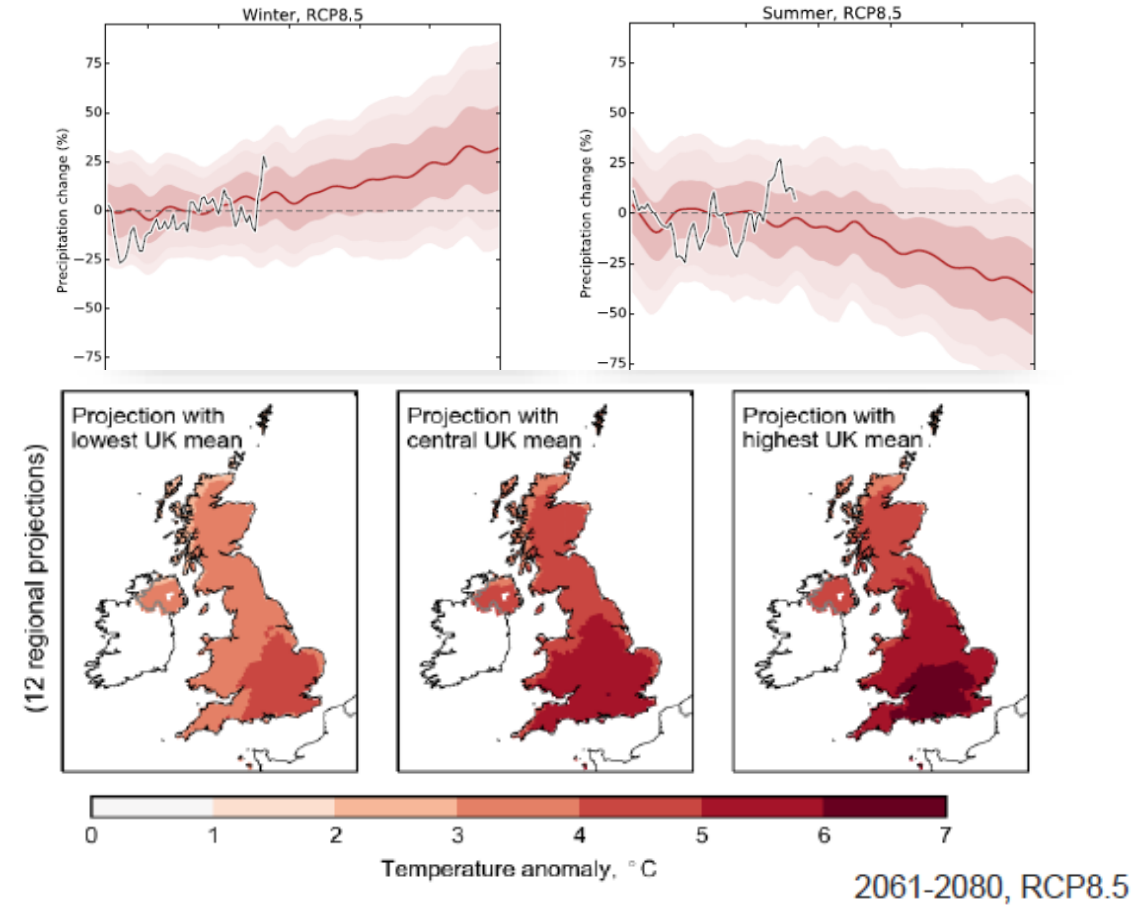 Winter, RCP8.5
Precipitation change (%)
75
50
25
0
−25
−50
−75
Summer, RCP8.5
Precipitation change (%)
75
50
25
0
−25
−50
−75
(12 regional projections)
Projection with
lowest UK mean
Projection with
central UK mean
Projection with
highest UK mean
0 1 2 3 4 5 6 7
Temperature anomaly, °C
2061-2080, RCP8.5